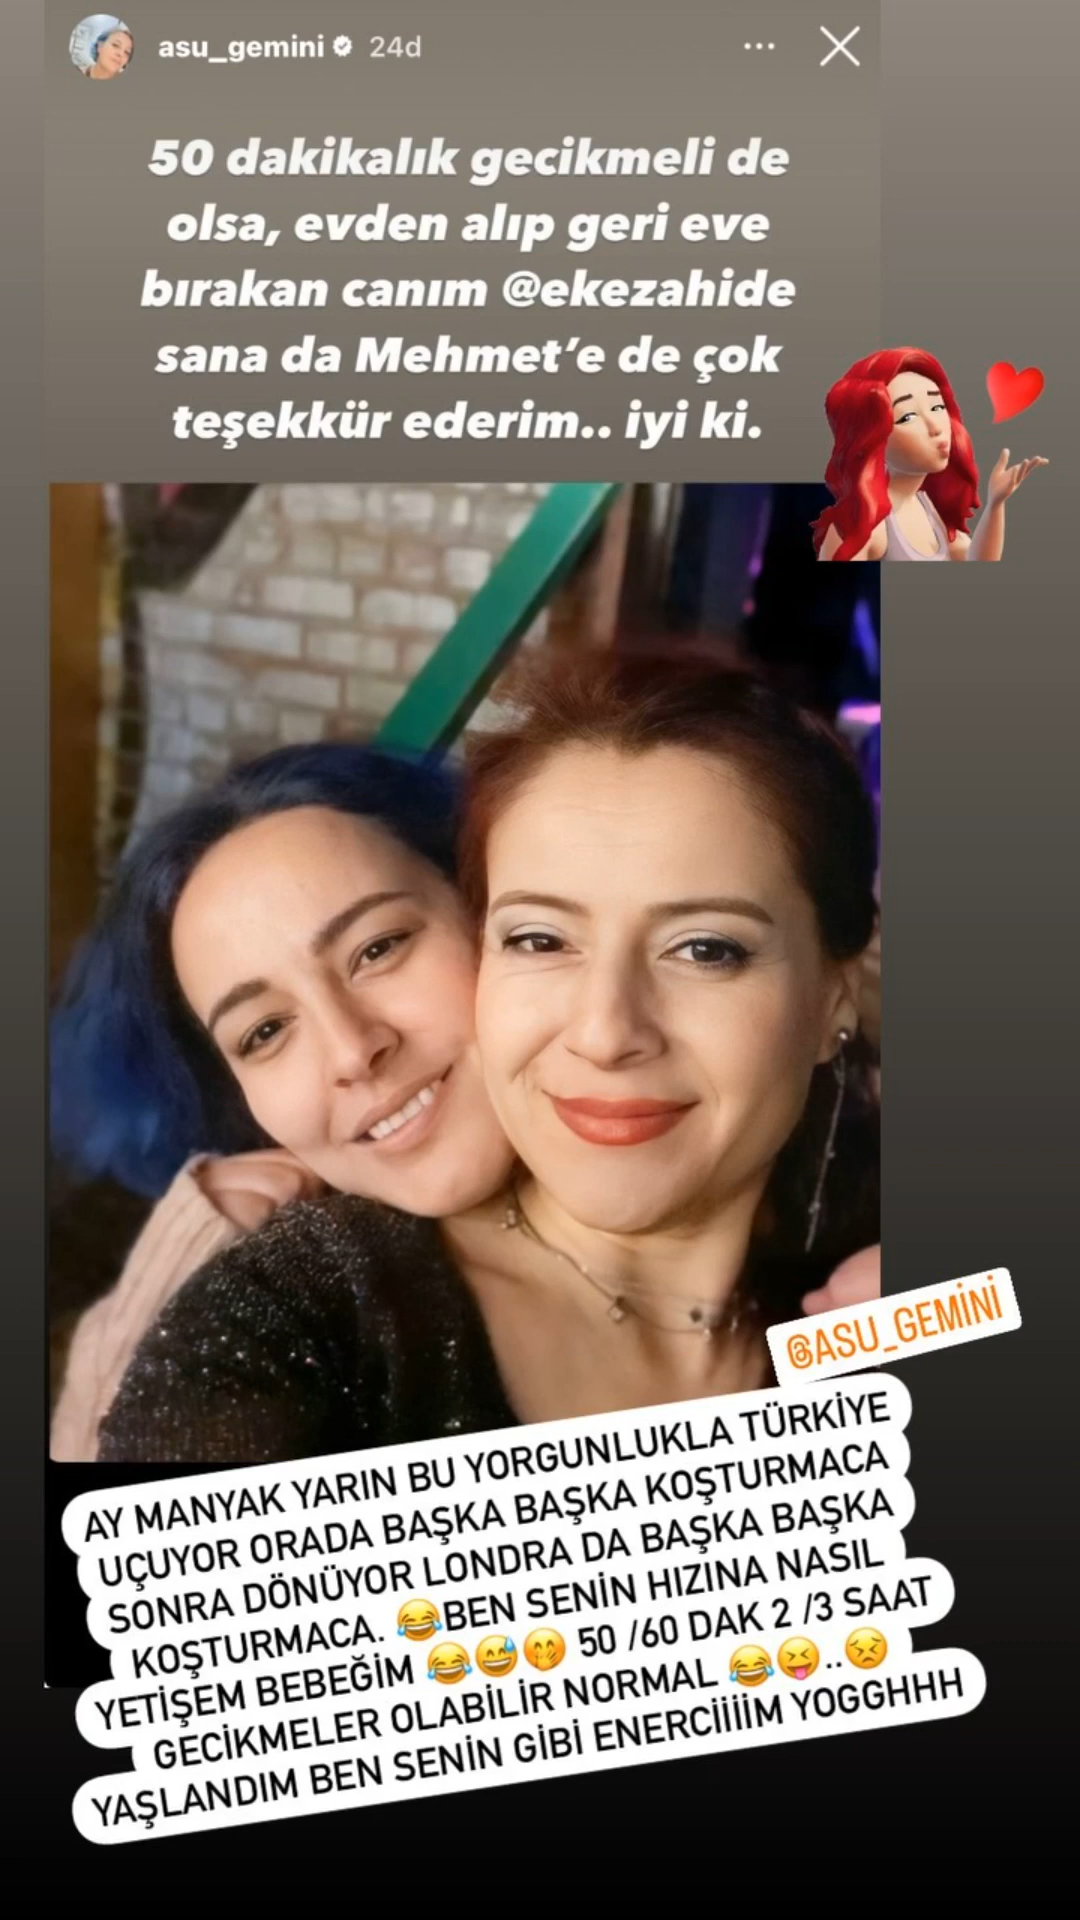 asu_gemini 24d
50 dakikalık gecikmeli de
olsa, evden alıp geri eve
bırakan canım @ekezahide
sana da Mehmet’e de çok
teşekkür ederim.. iyi ki.
@ASU_GEMİNİ
AY MANYAK YARIN BU YORGUNLUKLA TÜRKİYE
UÇUYOR ORADA BAŞKA BAŞKA KOŞTURMACA
SONRA DÖNÜYOR LONDRA DA BAŞKA BAŞKA
KOŞTURMACA. 😂BEN SENİN HIZINA NASIL
YETİŞEM BEBEĞİM 😂😅🤭 50 /60 DAK 2 /3 SAAT
GECİKMELER OLABİLİR NORMAL 😂😝..😣
YAŞLANDIM BEN SENİN GİBİ ENERCİİİİM YOGGHHH